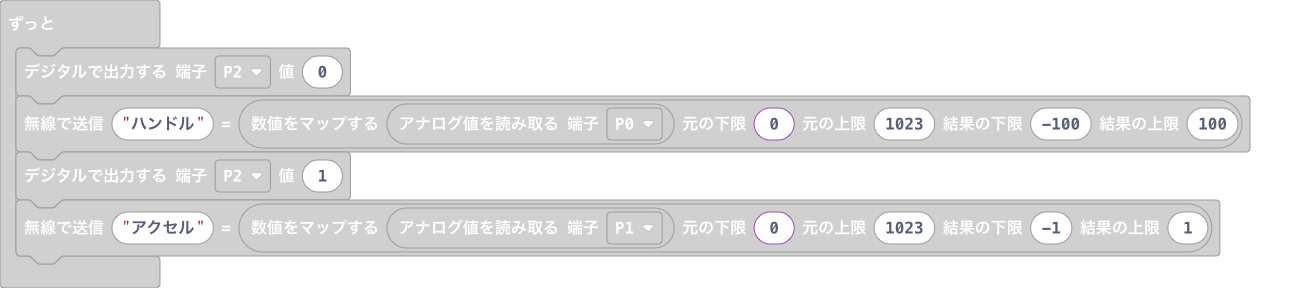 ずっと
デジタルで出力する 端子 P2 値 0
無線で送信 "ハンドル" = 数値をマップする アナログ値を読み取る 端子 P0 元の下限 0 元の上限 1023 結果の下限 -100 結果の上限 100
デジタルで出力する 端子 P2 値 1
無線で送信 "アクセル" = 数値をマップする アナログ値を読み取る 端子 P1 元の下限 0 元の上限 1023 結果の下限 -1 結果の上限 1